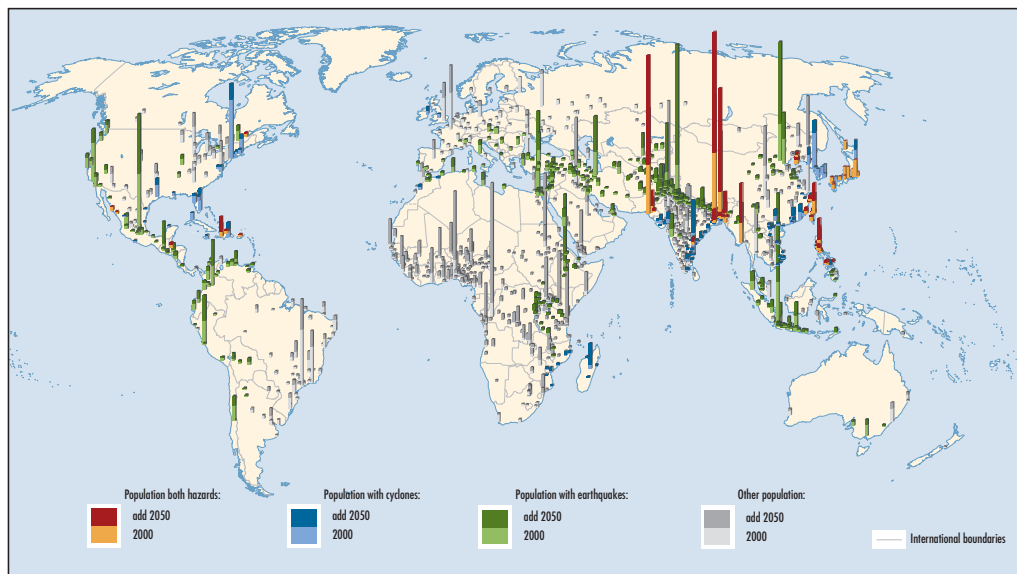 Population both hazards:
add 2050
2000
Population with cyclones:
add 2050
2000
Population with earthquakes:
add 2050
2000
Other population:
add 2050
2000
International boundaries